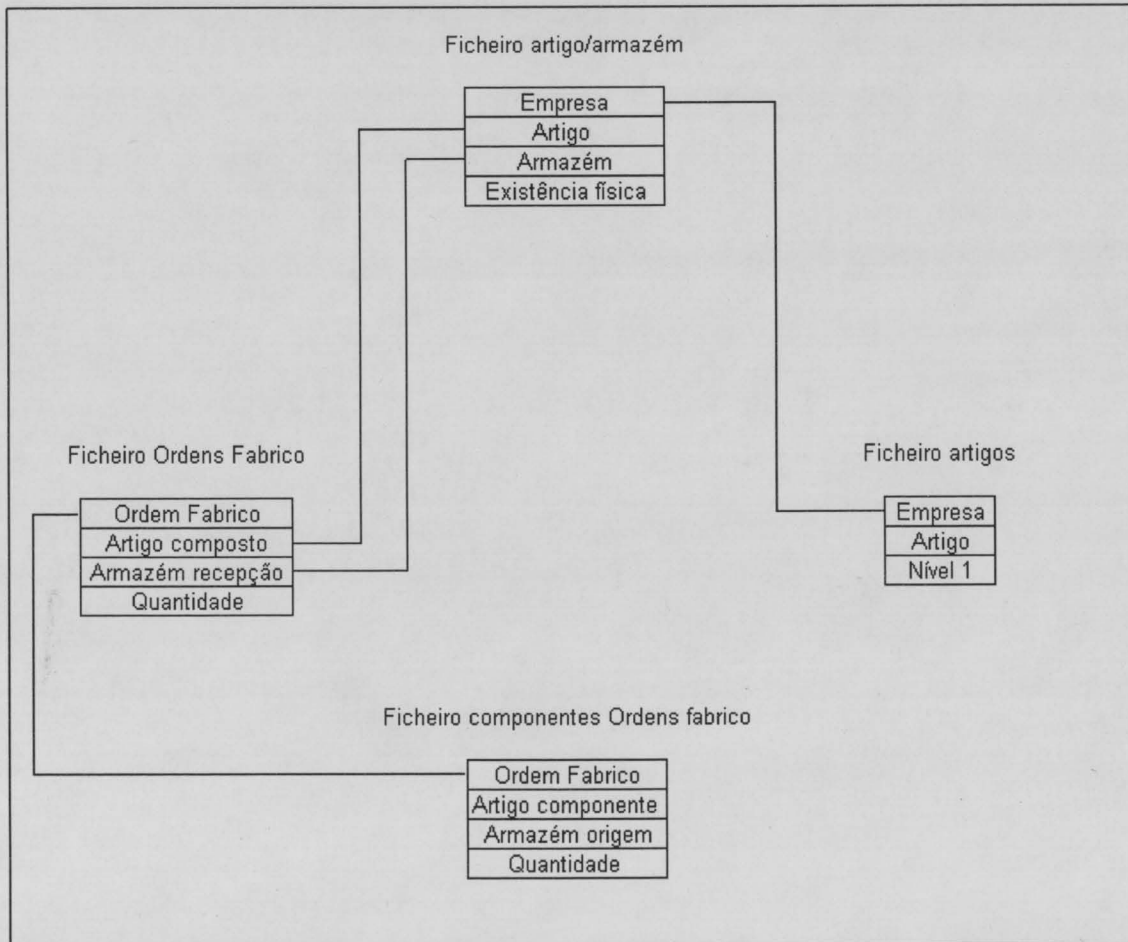 Ficheiro artigo/armazém
Empresa
Artigo
Armazém
Existência física
Ficheiro Ordens Fabrico
Ordem Fabrico
Artigo composto
Armazém recepção
Quantidade
Ficheiro artigos
Empresa
Artigo
Nível 1
Ficheiro componentes Ordens fabrico
Ordem Fabrico
Artigo componente
Armazém origem
Quantidade